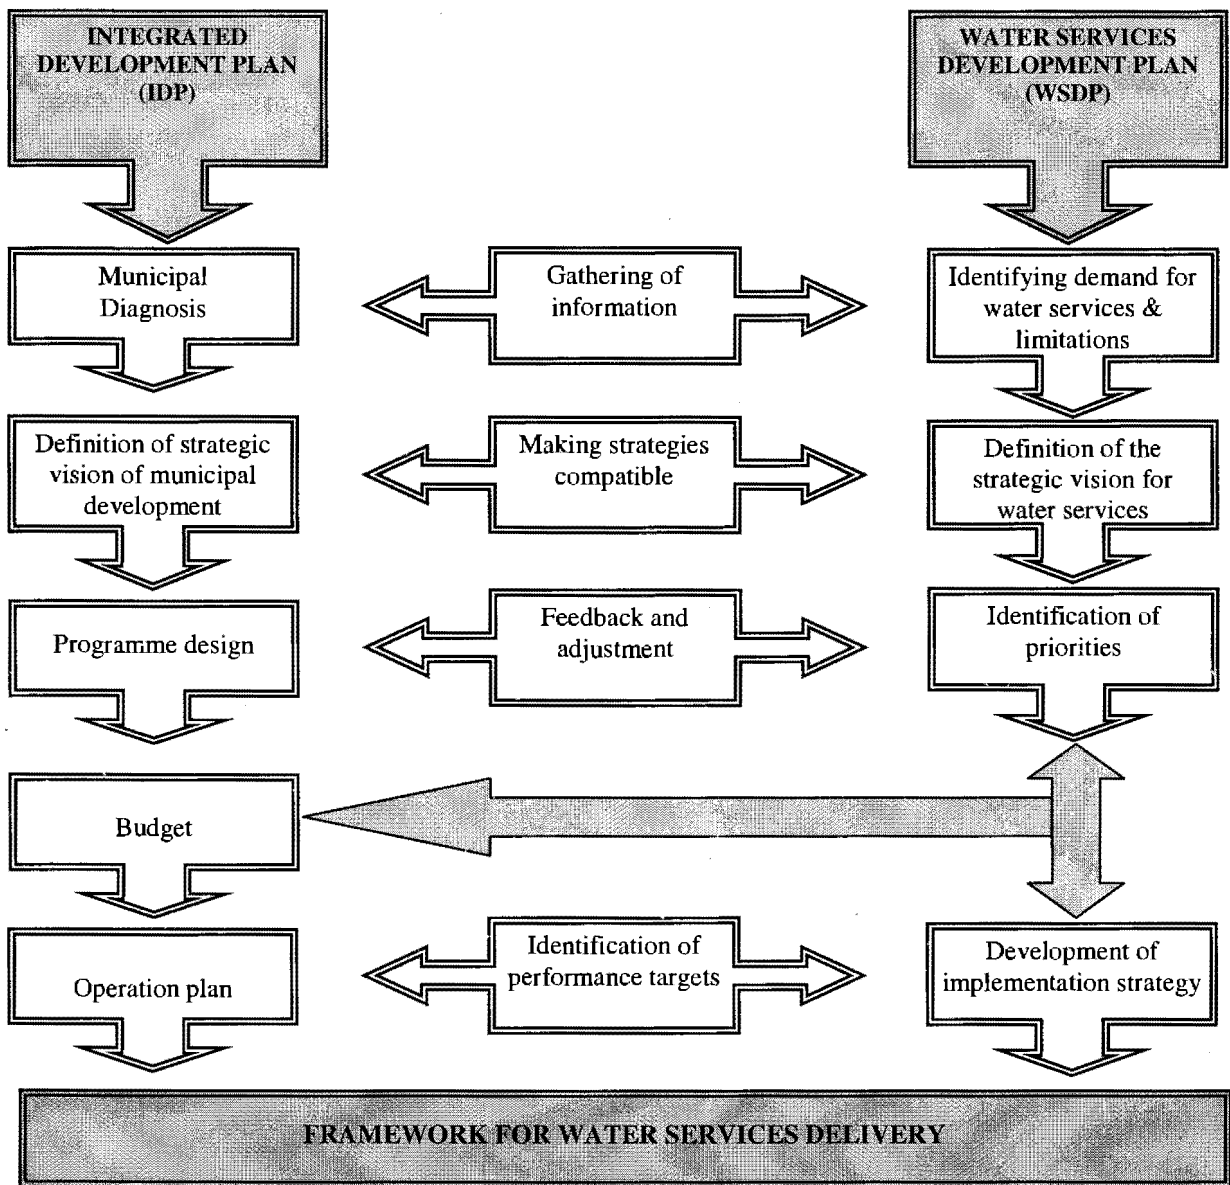 INTEGRATED
DEVELOPMENT PLAN
(IDP)
WATER SERVICES
DEVELOPMENT PLAN
(WSDP)
Municipal
Diagnosis
Gathering of
information
Identifying demand for
water services &
limitations
Definition of strategic
vision of municipal
development
Making strategies
compatible
Definition of the
strategic vision for
water services
Programme design
Feedback and
adjustment
Identification of
priorities
Budget
Operation plan
Identification of
performance targets
Development of
implementation strategy
FRAMEWORK FOR WATER SERVICES DELIVERY